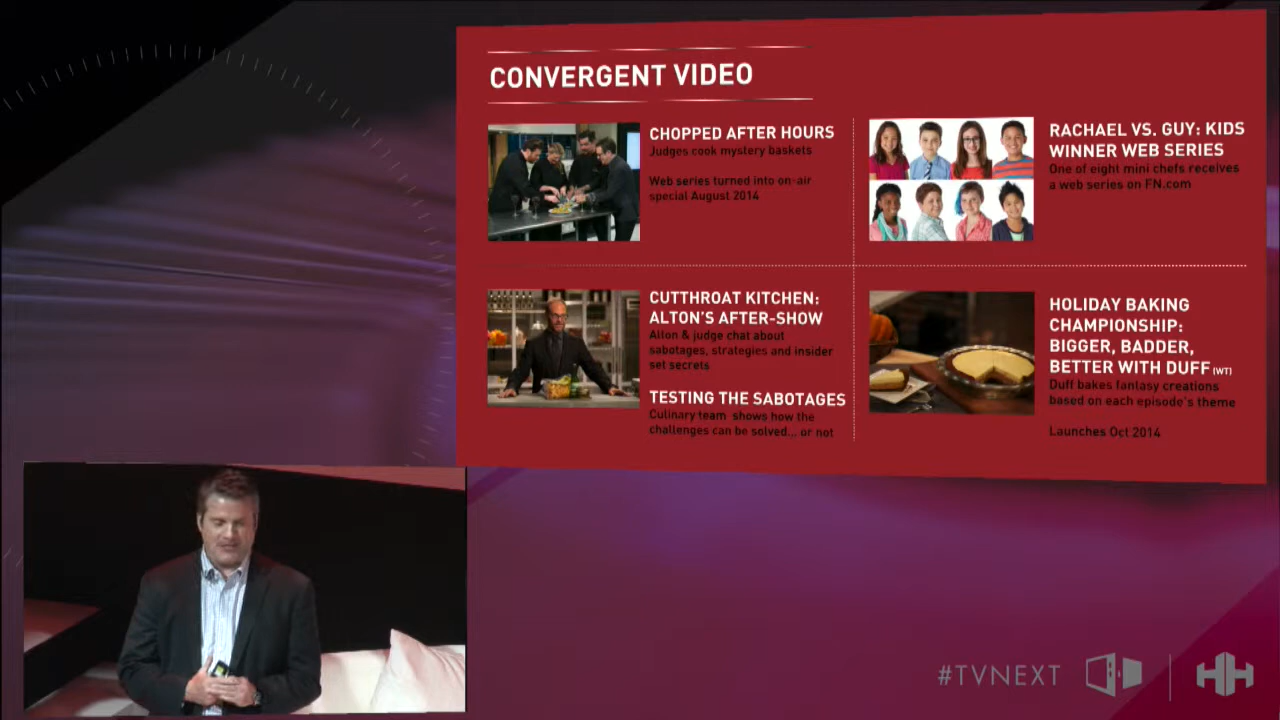 CONVERGENT VIDEO
CHOPPED AFTER HOURS
Judges cook mystery baskets
Web series turned into on-air
special August 2014
RACHAEL VS. GUY: KIDS
WINNER WEB SERIES
One of eight mini chefs receives
a web series on FN.com
CUTTHROAT KITCHEN:
ALTON'S AFTER-SHOW
Alton & judge chat about
sabotages, strategies and insider
set secrets
TESTING THE SABOTAGES
Culinary team shows how the
challenges can be solved... or not
HOLIDAY BAKING
CHAMPIONSHIP:
BIGGER, BADDER,
BETTER WITH DUFF (WT)
Duff bakes fantasy creations
based on each episode's theme
Launches Oct 2014
#TVNEXT